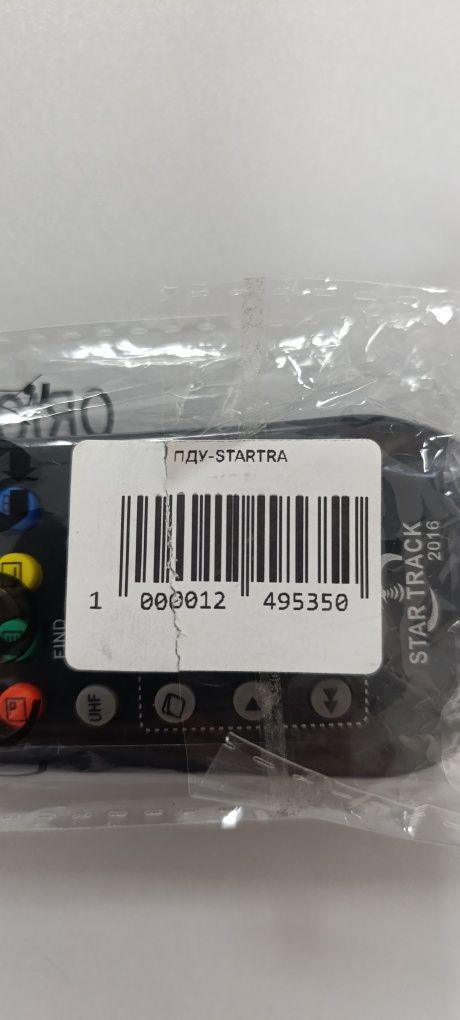 ПДУ-STARTRA
1 000012 495350
STAR TRACK
2016
FIND
UHF